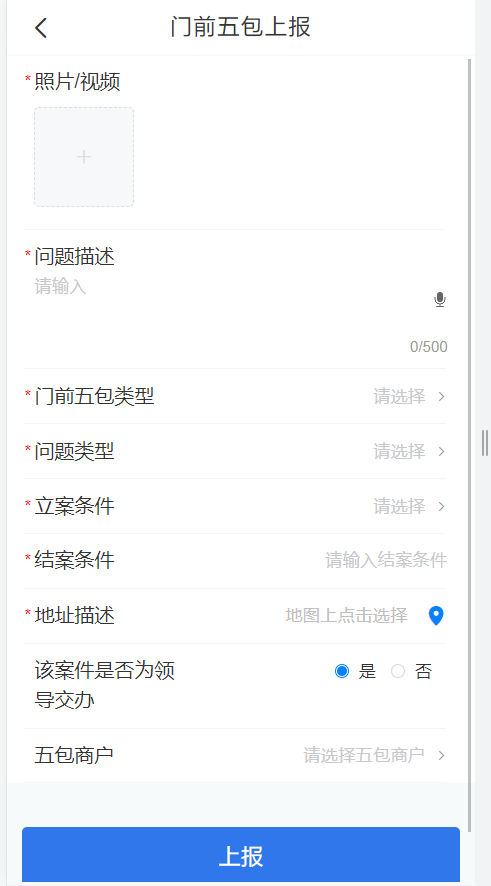 门前五包上报
* 照片/视频
+
* 问题描述
请输入
0/500
* 门前五包类型 请选择
* 问题类型 请选择
* 立案条件 请选择
* 结案条件 请输入结案条件
* 地址描述 地图上点击选择
该案件是否为领 是 否
导交办
五包商户 请选择五包商户
上报